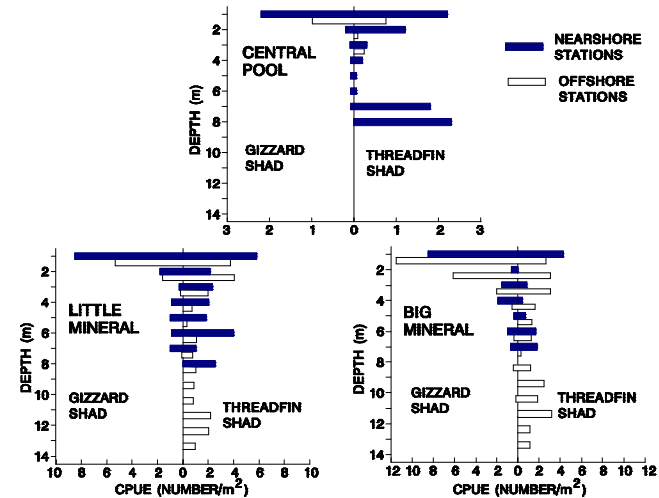 CENTRAL
POOL
NEARSHORE
STATIONS
OFFSHORE
STATIONS
DEPTH (m)
2
4
6
8
10
12
14
GIZZARD
SHAD
THREADFIN
SHAD
3 2 1 0 1 2 3
LITTLE
MINERAL
DEPTH (m)
2
4
6
8
10
12
14
GIZZARD
SHAD
THREADFIN
SHAD
10 8 6 4 2 0 2 4 6 8 10
CPUE (NUMBER/m²)
BIG
MINERAL
DEPTH (m)
2
4
6
8
10
12
14
GIZZARD
SHAD
THREADFIN
SHAD
12 10 8 6 4 2 0 2 4 6 8 10 12
CPUE (NUMBER/m²)